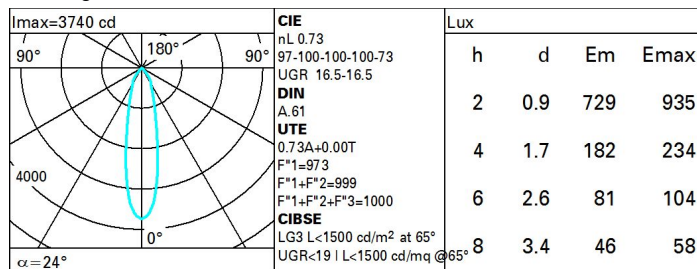 Imax=3740 cd
90°
180°
90°
4000
0°
α=24°
CIE
nL 0.73
97-100-100-100-73
UGR 16.5-16.5
DIN
A.61
UTE
0.73A+0.00T
F"1=973
F"1+F"2=999
F"1+F"2+F"3=1000
CIBSE
LG3 L<1500 cd/m² at 65°
UGR<19 | L<1500 cd/mq @65°
Lux
h d Em Emax
2 0.9 729 935
4 1.7 182 234
6 2.6 81 104
8 3.4 46 58